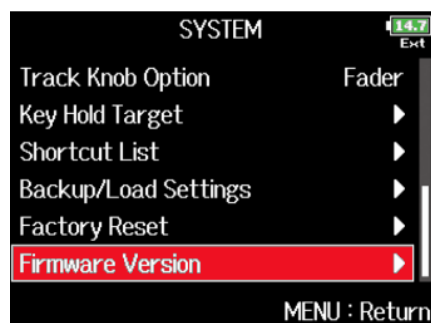 SYSTEM
14.7
Ext
Track Knob Option Fader
Key Hold Target
Shortcut List
Backup/Load Settings
Factory Reset
Firmware Version
MENU : Return